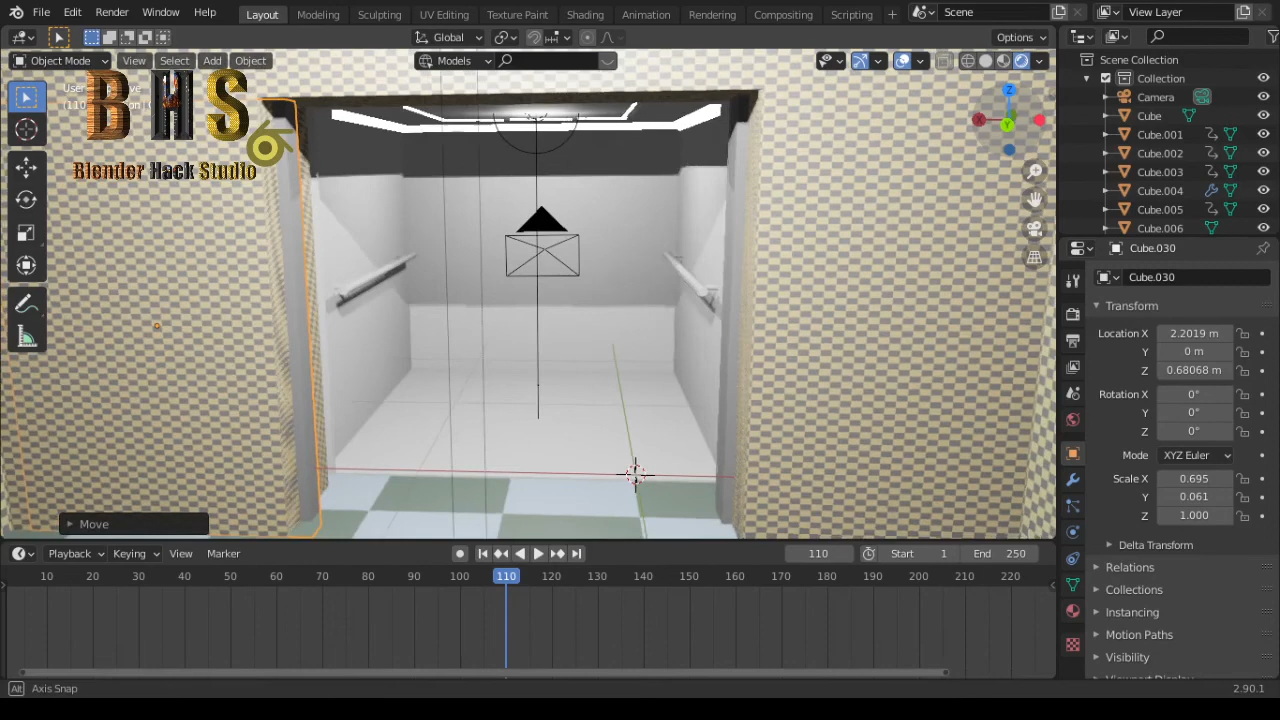 File Edit Render Window Help Layout Modeling Sculpting UV Editing Texture Paint Shading Animation Rendering Compositing Scripting + Scene View Layer
Global Options
Object Mode View Select Add Object Models
Scene Collection
Collection
Camera
Cube
Cube.001
Cube.002
Cube.003
Cube.004
Cube.005
Cube.006
BHS
Blender Hack Studio
Z
X
Y
Cube.030
Cube.030
Transform
Location X 2.2019 m
Y 0 m
Z 0.68068 m
Rotation X 0°
Y 0°
Z 0°
Mode XYZ Euler
Scale X 0.695
Y 0.061
Z 1.000
Delta Transform
Relations
Collections
Instancing
Motion Paths
Visibility
Move
Playback Keying View Marker 110 Start 1 End 250
10 20 30 40 50 60 70 80 90 100 110 120 130 140 150 160 170 180 190 200 210 220
Alt Axis Snap 2.90.1